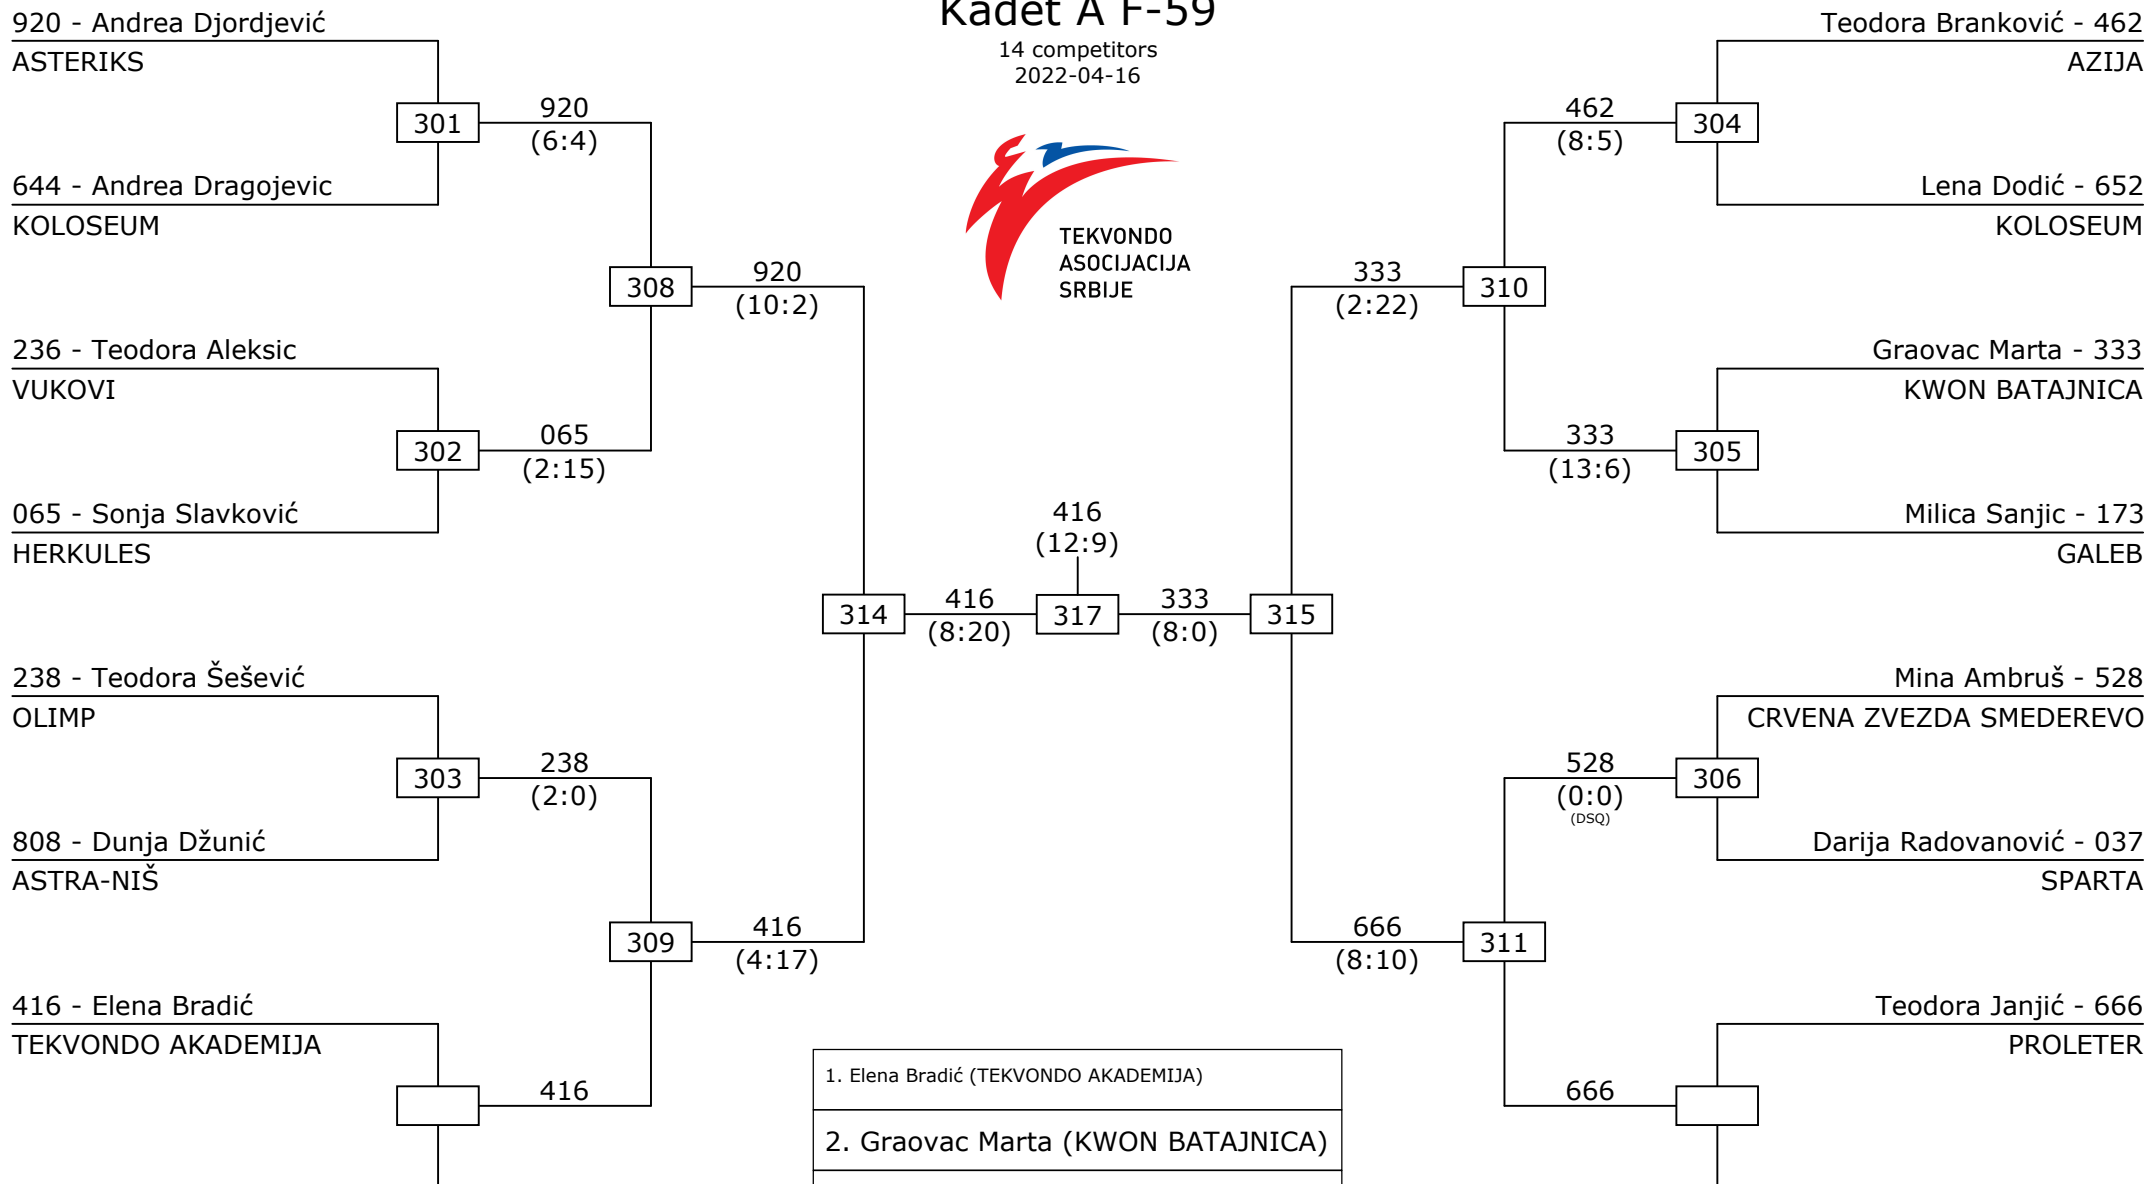 Kadet A F-59
14 competitors
2022-04-16
TEKVONDO
ASOCIJACIJA
SRBIJE
920 - Andrea Djordjević
ASTERIKS
301
920
(6:4)
644 - Andrea Dragojevic
KOLOSEUM
308
920
(10:2)
236 - Teodora Aleksic
VUKOVI
302
065
(2:15)
065 - Sonja Slavković
HERKULES
314
416
(8:20)
238 - Teodora Šešević
OLIMP
303
238
(2:0)
808 - Dunja Džunić
ASTRA-NIŠ
309
416
(4:17)
416 - Elena Bradić
TEKVONDO AKADEMIJA
416
416
(12:9)
317
Teodora Branković - 462
AZIJA
462
(8:5)
304
Lena Dodić - 652
KOLOSEUM
333
(2:22)
310
Graovac Marta - 333
KWON BATAJNICA
333
(13:6)
305
Milica Sanjic - 173
GALEB
333
(8:0)
315
Mina Ambruš - 528
CRVENA ZVEZDA SMEDEREVO
528
(0:0)
(DSQ)
306
Darija Radovanović - 037
SPARTA
666
(8:10)
311
Teodora Janjić - 666
PROLETER
666
1. Elena Bradić (TEKVONDO AKADEMIJA)
2. Graovac Marta (KWON BATAJNICA)